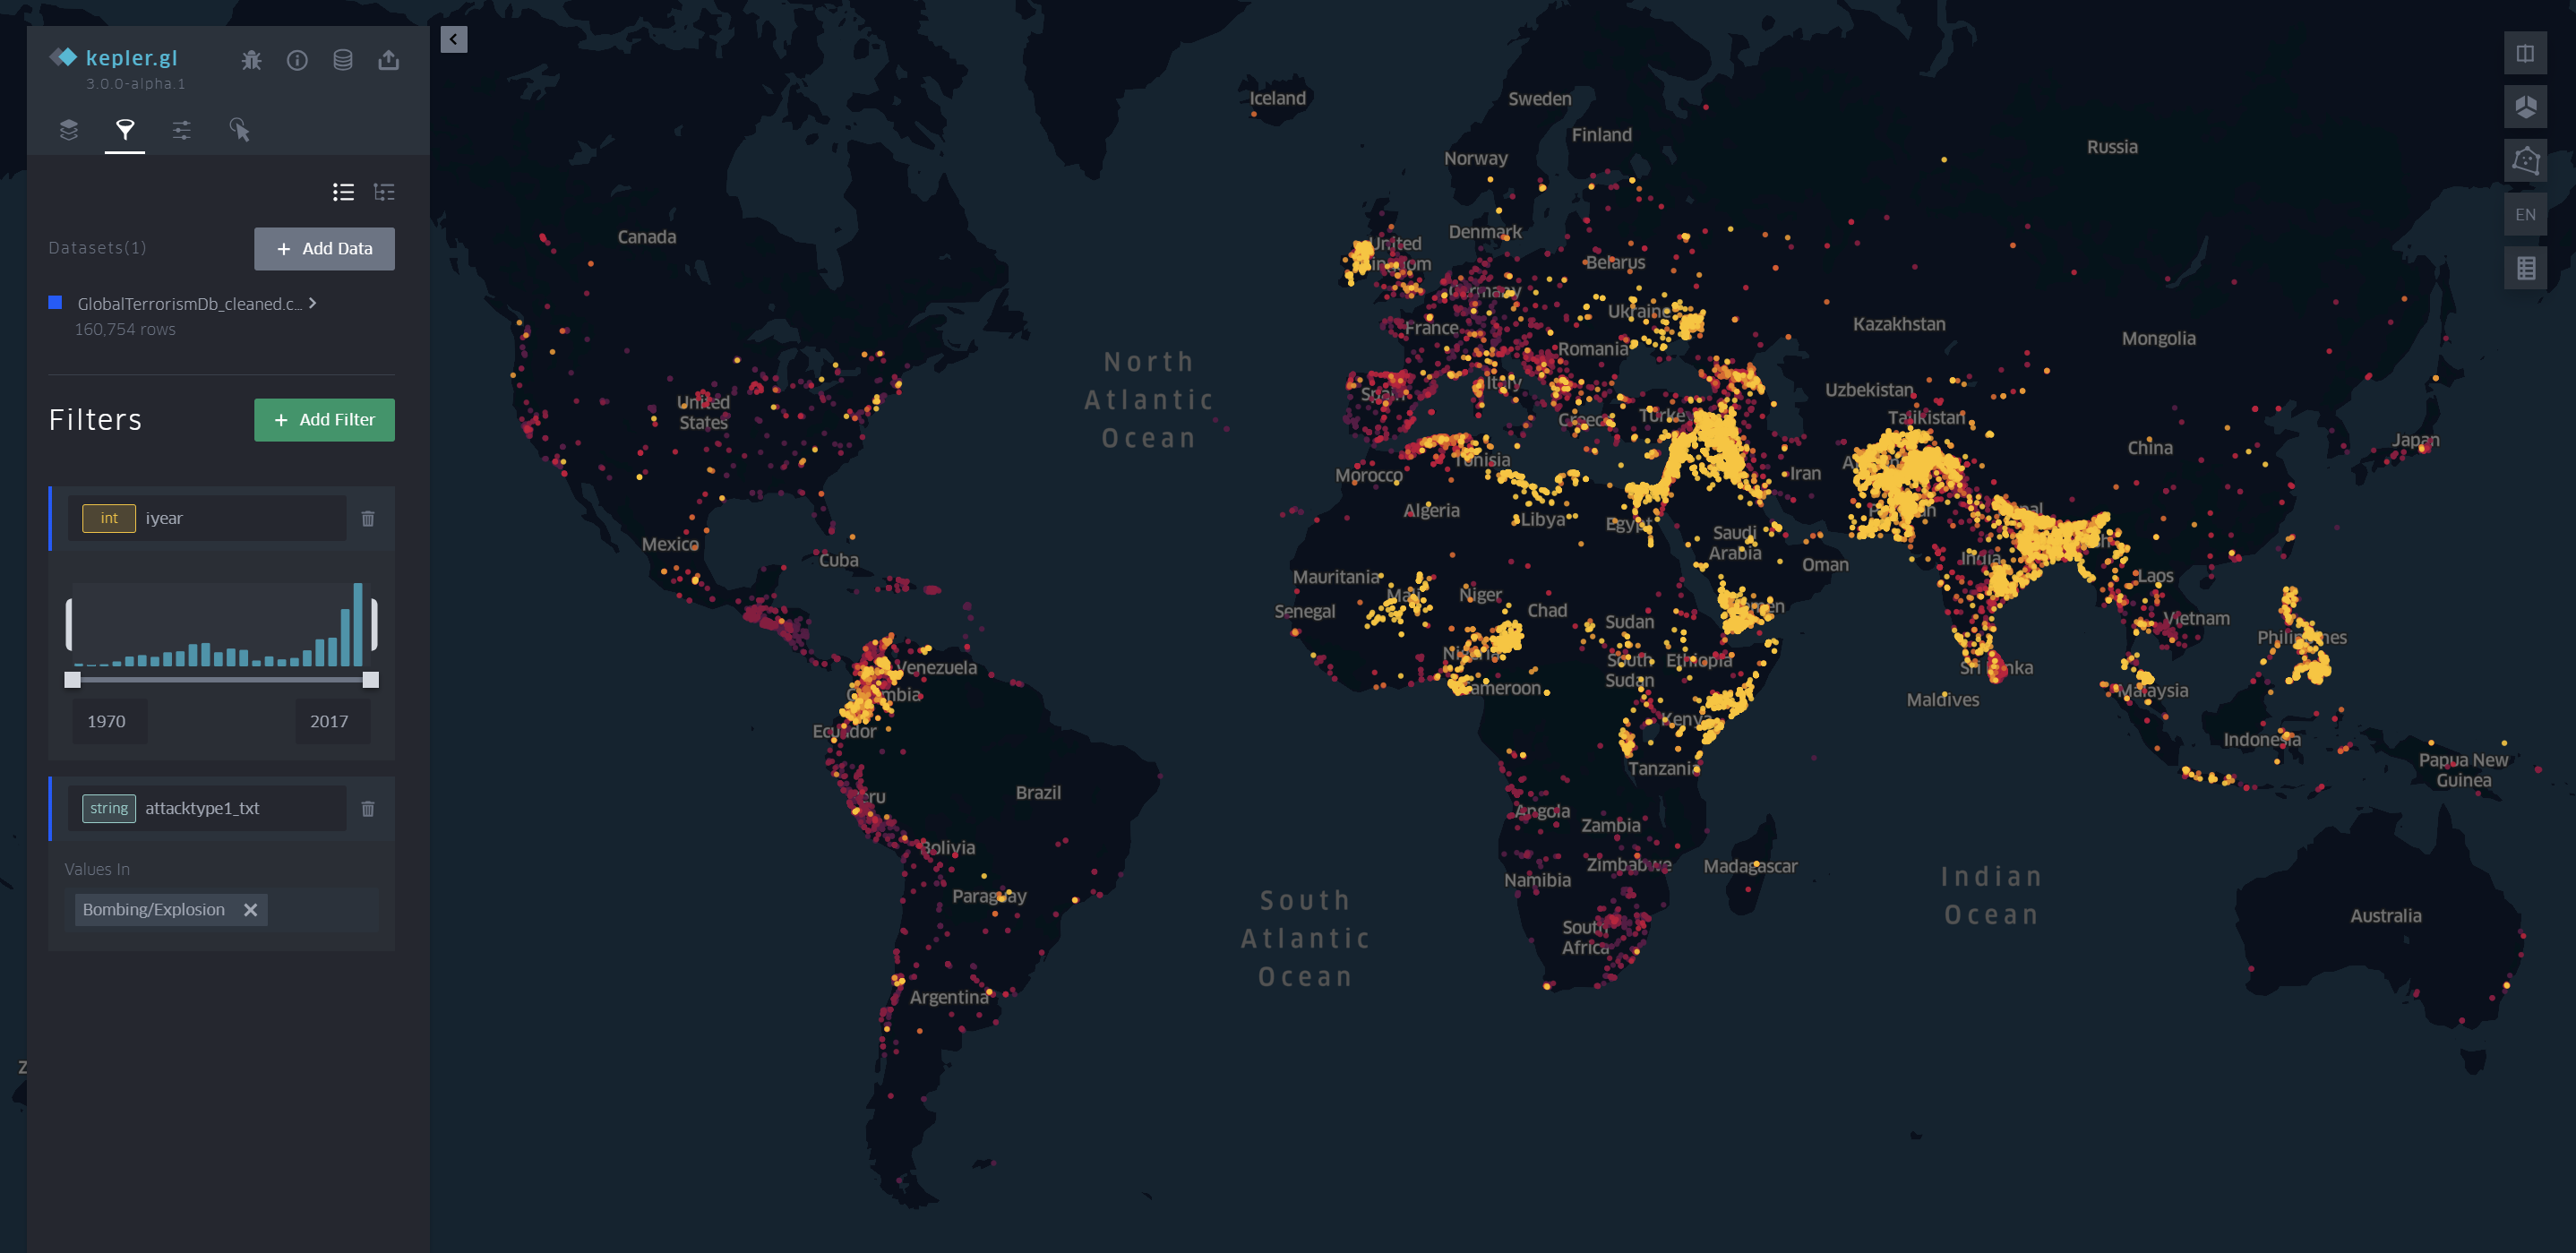 kepler.gl
3.0.0-alpha.1
Datasets(1)
+ Add Data
GlobalTerrorismDb_cleaned.c...
160,754 rows
Filters
+ Add Filter
int iyear
1970 2017
string attacktype1_txt
Values In
Bombing/Explosion
EN
Iceland
Sweden
Finland
Norway
Russia
Canada
Denmark
United
Belarus
Germany
Ukraine
France
Kazakhstan
Mongolia
Romania
North
Atlantic
Ocean
Italy
Uzbekistan
Spain
United
States
Turkey
Tajikistan
Greece
Japan
China
Tunisia
Morocco
Iran
Algeria
Libya
Egypt
Saudi
Arabia
Mexico
Cuba
India
Oman
Mauritania
Mali
Niger
Laos
Senegal
Chad
Sudan
Yemen
Vietnam
Philippines
Nigeria
South
Sudan
Ethiopia
Venezuela
Sri Lanka
Colombia
Cameroon
Malaysia
Maldives
Kenya
Ecuador
Indonesia
Tanzania
Papua New
Guinea
Brazil
Peru
Angola
Zambia
Bolivia
Zimbabwe
Madagascar
Namibia
Indian
Ocean
Paraguay
South
Atlantic
Ocean
Australia
South
Africa
Argentina
Z